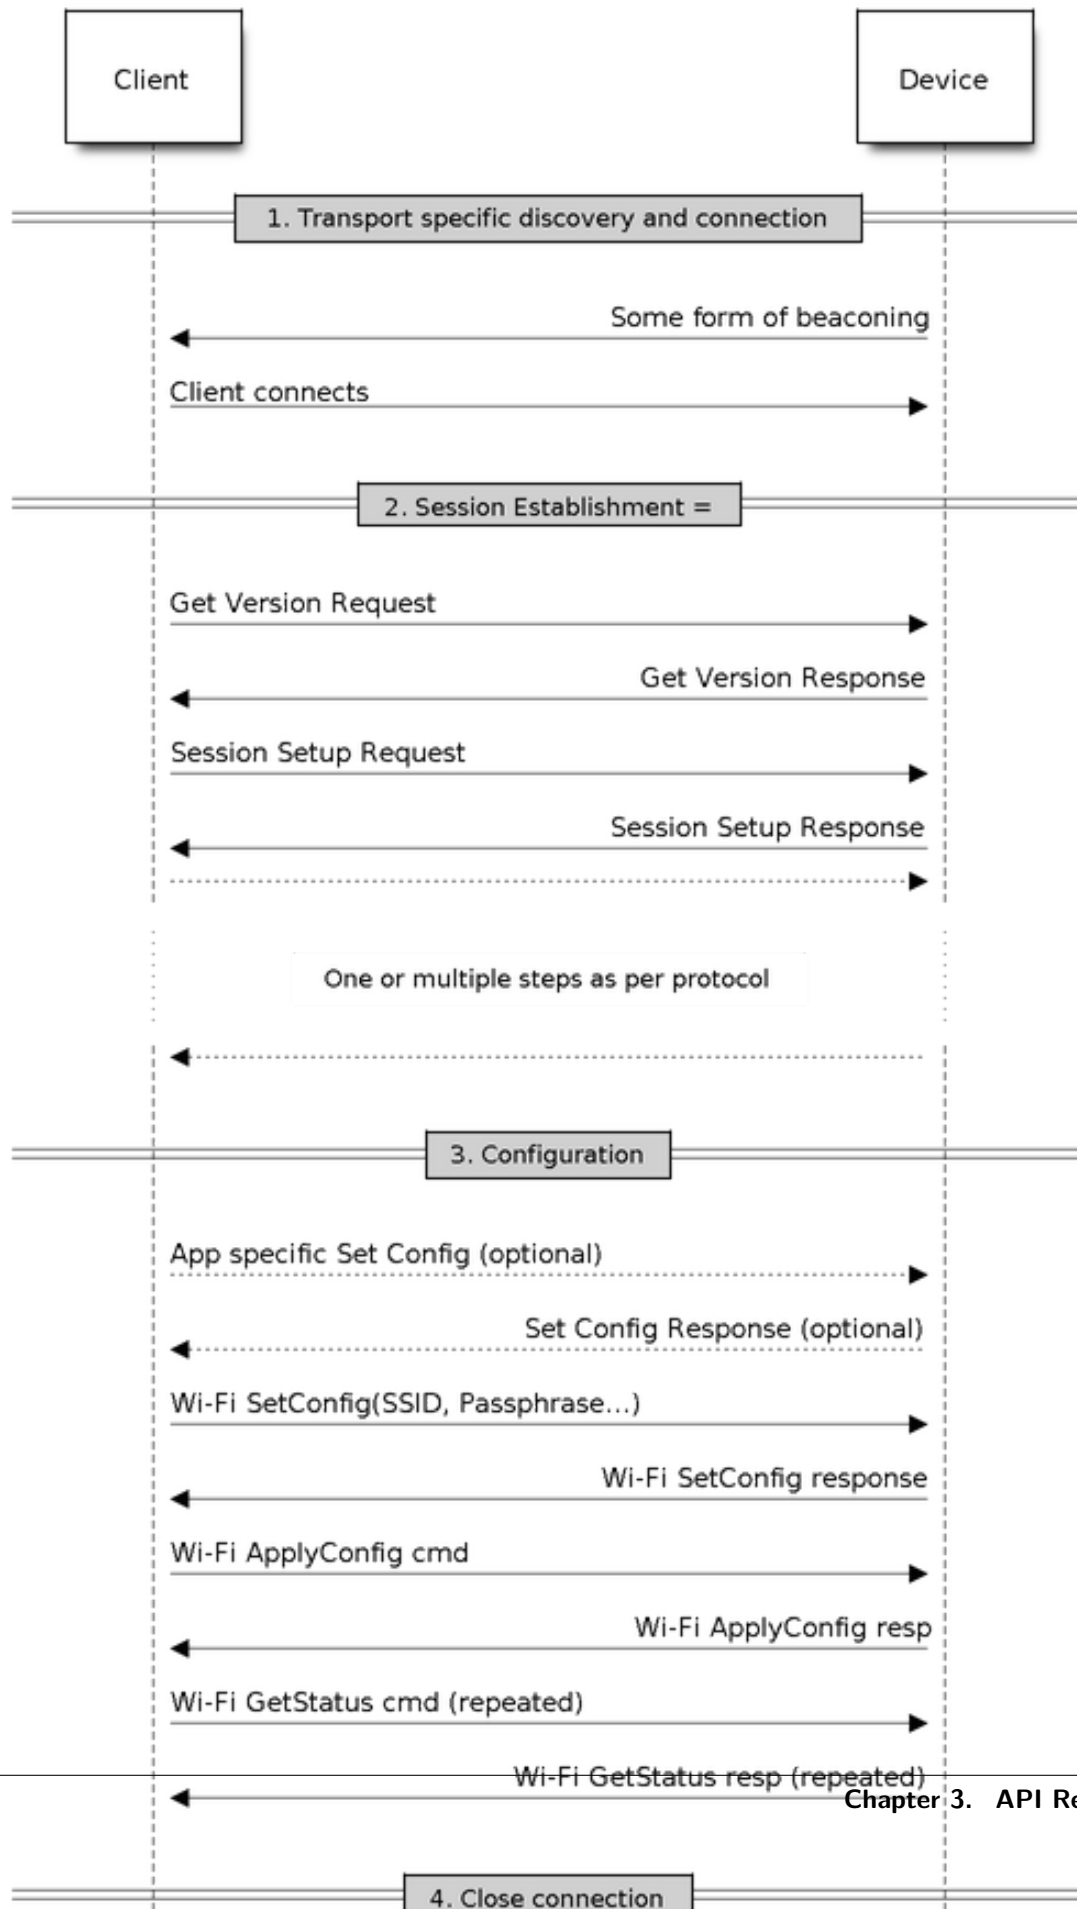 Client
Device
1. Transport specific discovery and connection
Some form of beaconing
Client connects
2. Session Establishment =
Get Version Request
Get Version Response
Session Setup Request
Session Setup Response
One or multiple steps as per protocol
3. Configuration
App specific Set Config (optional)
Set Config Response (optional)
Wi-Fi SetConfig(SSID, Passphrase...)
Wi-Fi SetConfig response
Wi-Fi ApplyConfig cmd
Wi-Fi ApplyConfig resp
Wi-Fi GetStatus cmd (repeated)
Wi-Fi GetStatus resp (repeated)
Chapter 3. API
4. Close connection